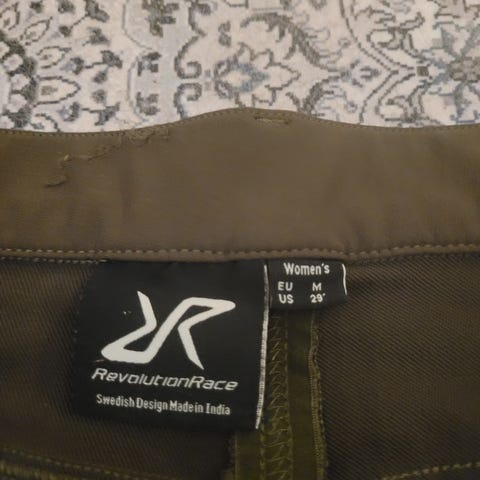 Women's
EU M
US 29'
RevolutionRace
Swedish Design Made in India